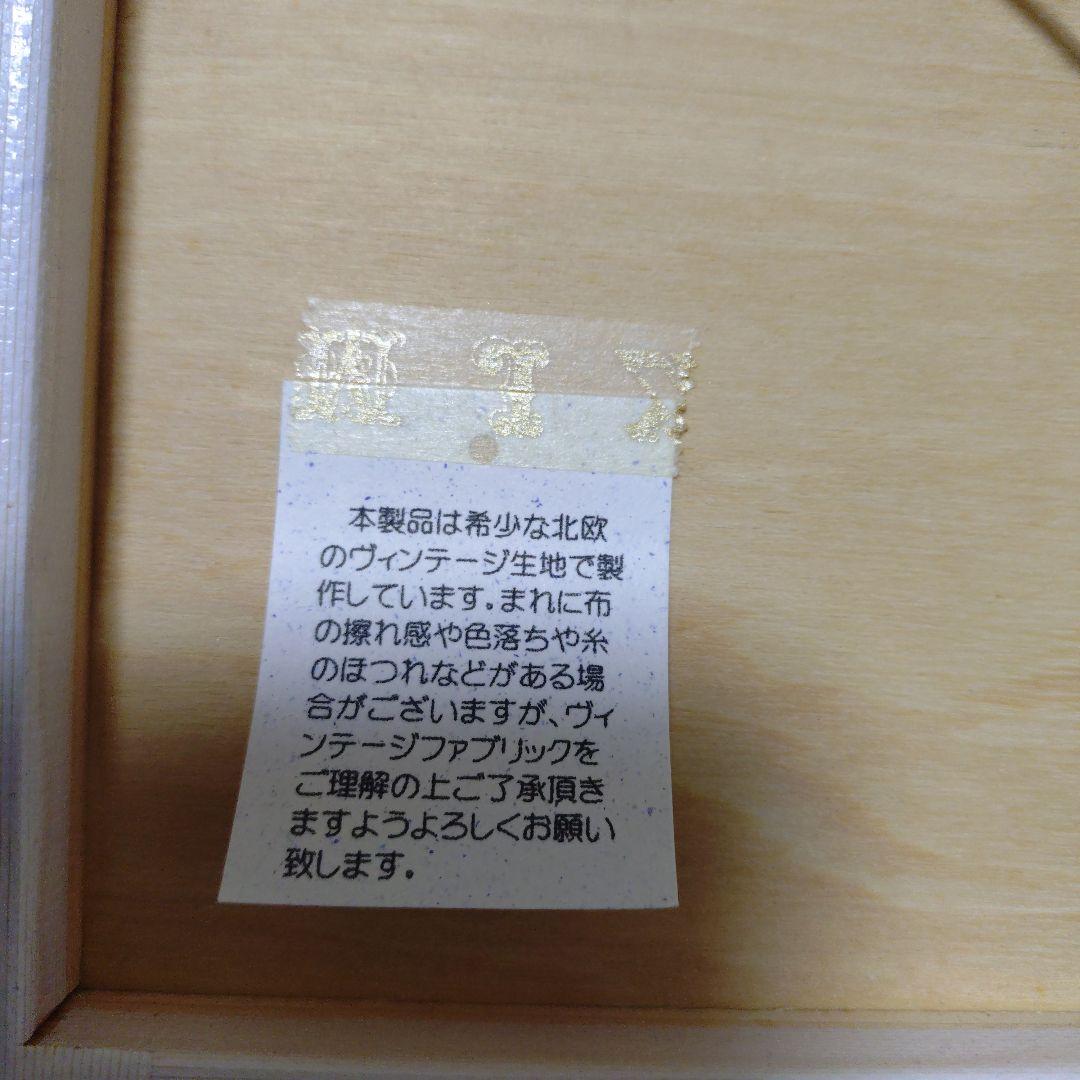 本製品は希少な北欧
のヴィンテージ生地で製
作しています。まれに布
の擦れ感や色落ちや糸
のほつれなどがある場
合がございますが、ヴィ
ンテージファブリックを
ご理解の上ご了承頂き
ますようよろしくお願い
致します。